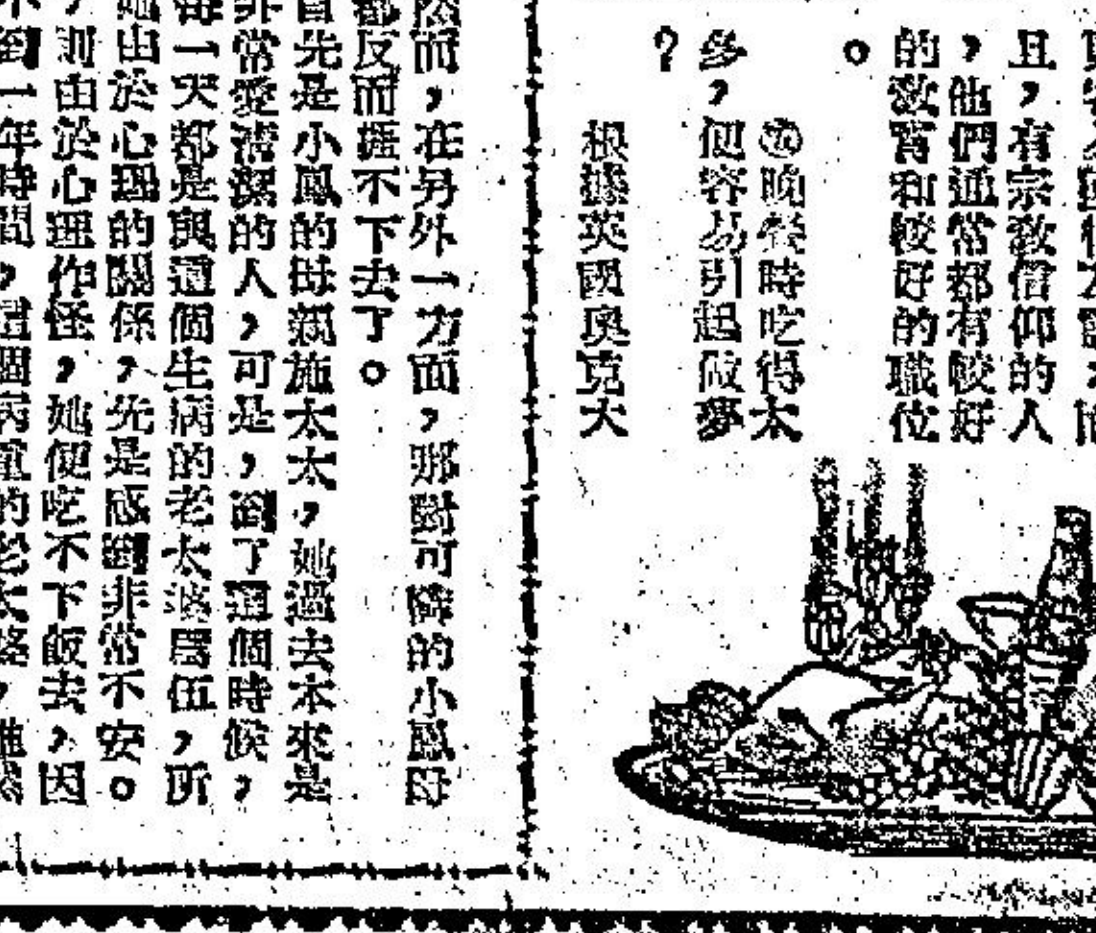 且,有宗教信仰的人
,他們通常都有較好
的教育和較好的職位
。
晚餐時吃得太
多,便容易引起做夢
?
根據英國奧克大
然而,在另外一方面,那對可憐的小鳳母
都反而捱不下去了。
首先是小鳳的母親施太太,她過去本來是
非常愛清潔的人,可是,到了這個時候,
每一天都是與這個生病的老太婆為伍,所
她由於心理的關係,先是感到非常不安。
,則由於心理作怪,她便吃不下飯去,因
到一年時間,這個病重的老太婆,